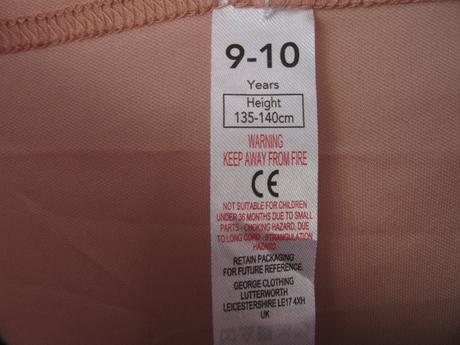 9-10
Years
Height
135-140cm
WARNING
KEEP AWAY FROM FIRE
CE
NOT SUITABLE FOR CHILDREN
UNDER 36 MONTHS DUE TO SMALL
PARTS - CHOKING HAZARD, DUE
TO LONG CORD - STRANGULATION
HAZARD
RETAIN PACKAGING
FOR FUTURE REFERENCE.
GEORGE CLOTHING
LUTTERWORTH
LEICESTERSHIRE LE17 4XH
UK